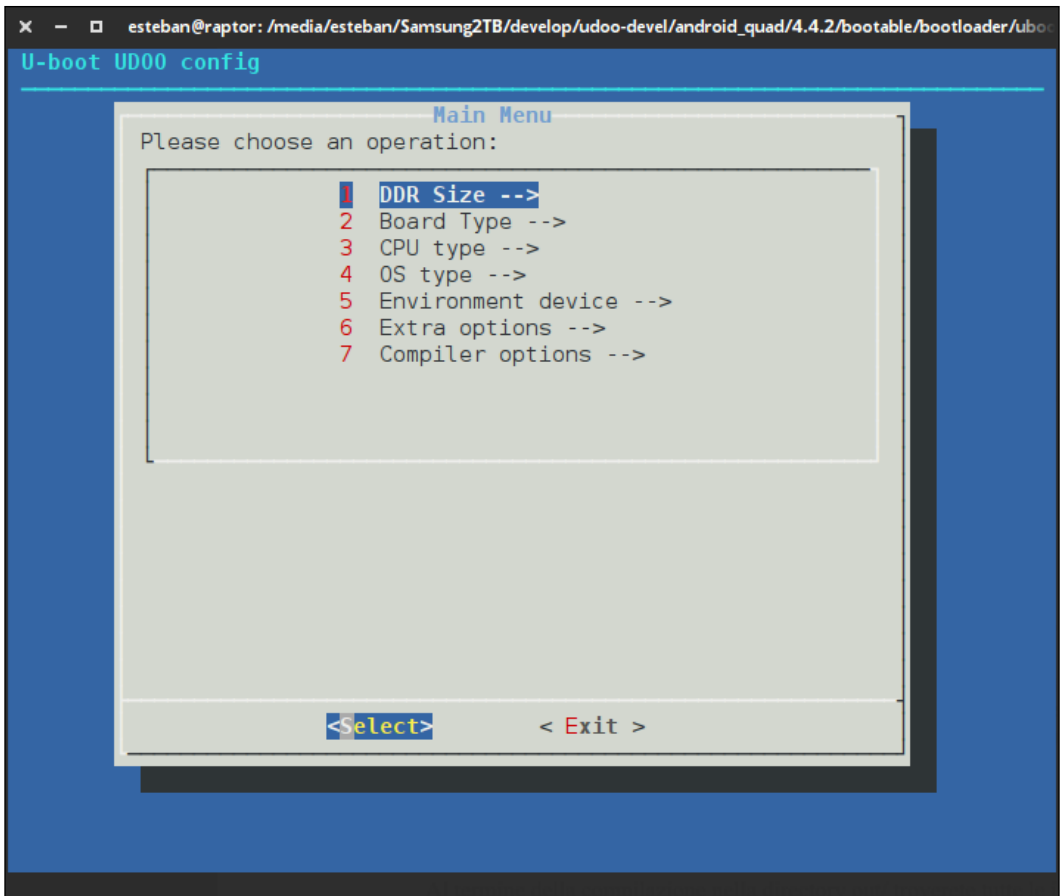 esteban@raptor: /media/esteban/Samsung2TB/develop/udoo-devel/android_quad/4.4.2/bootable/bootloader/uboo
U-boot UDOO config
Main Menu
Please choose an operation:
1 DDR Size -->
2 Board Type -->
3 CPU type -->
4 OS type -->
5 Environment device -->
6 Extra options -->
7 Compiler options -->
<Select> < Exit >